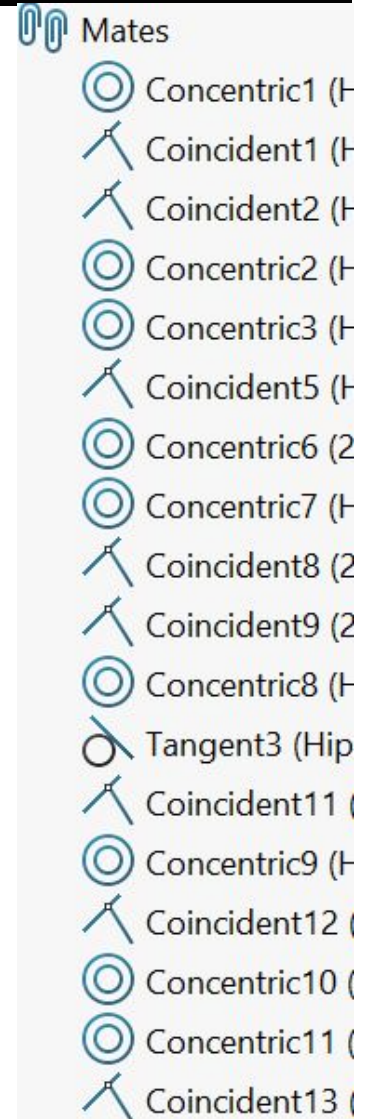 Mates
Concentric1 (H
Coincident1 (H
Coincident2 (H
Concentric2 (H
Concentric3 (H
Coincident5 (H
Concentric6 (2
Concentric7 (H
Coincident8 (2
Coincident9 (2
Concentric8 (H
Tangent3 (Hip
Coincident11 (
Concentric9 (H
Coincident12 (
Concentric10 (
Concentric11 (
Coincident13 (